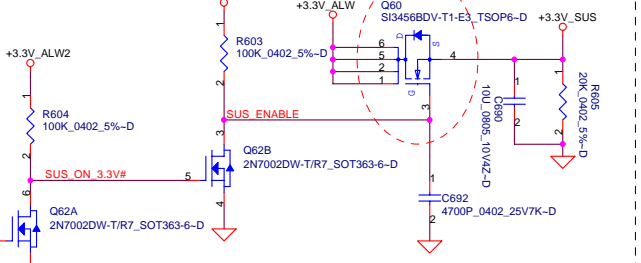 +3.3V_ALW
Q60
SI3456BDV-T1-E3_TSOP6~D
+3.3V_SUS
R603
100K_0402_5%~D
1
2
6
5
2
1
D
S
G
4
3
+3.3V_ALW2
1
R604
100K_0402_5%~D
2
C690
10U_0805_10V4Z~D
1
2
R605
20K_0402_5%~D
1
2
SUS_ENABLE
3
Q62B
2N7002DW-T/R7_SOT363-6~D
5
4
SUS_ON_3.3V#
6
Q62A
2N7002DW-T/R7_SOT363-6~D
1
C692
4700P_0402_25V7K~D
2